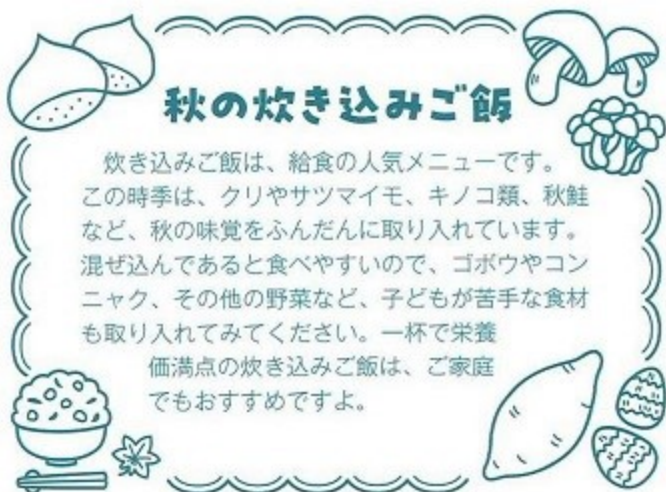 秋の炊き込みご飯
炊き込みご飯は、給食の人気メニューです。
この時季は、クリやサツマイモ、キノコ類、秋鮭
など、秋の味覚をふんだんに取り入れています。
混ぜ込んであると食べやすいので、ゴボウやコン
ニャク、その他の野菜など、子どもが苦手な食材
も取り入れてみてください。一杯で栄養
価満点の炊き込みご飯は、ご家庭
でもおすすめですよ。